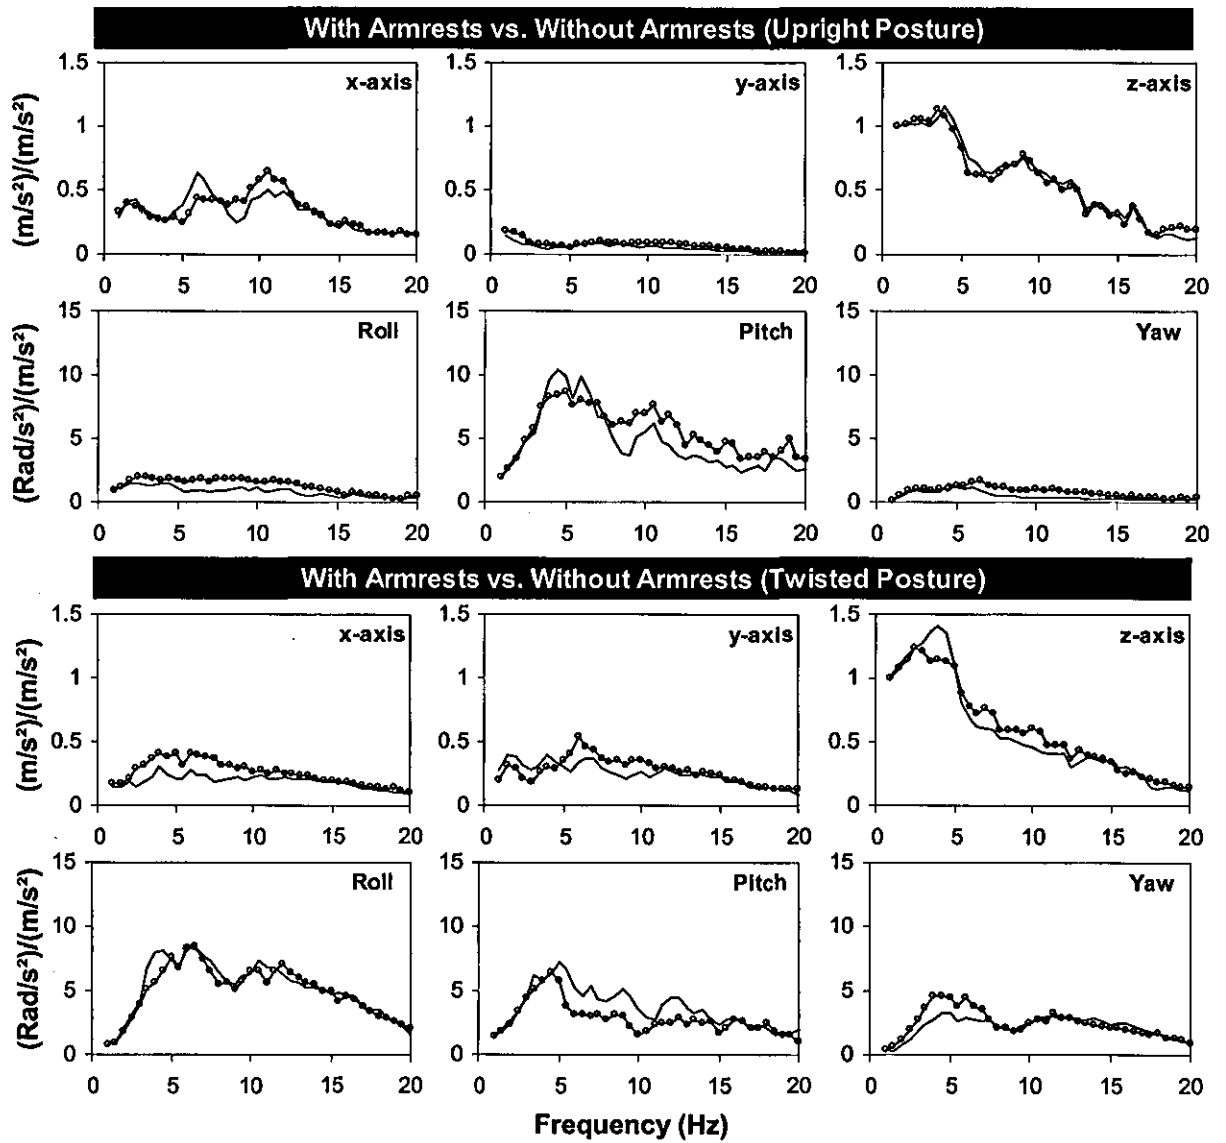 With Armrests vs. Without Armrests (Upright Posture)
1.5 1 0.5 0 (m/s²)/(m/s²) x-axis 0 5 10 15 20
1.5 1 0.5 0 y-axis 0 5 10 15 20
1.5 1 0.5 0 z-axis 0 5 10 15 20
15 10 5 0 (Rad/s²)/(m/s²) Roll 0 5 10 15 20
15 10 5 0 Pitch 0 5 10 15 20
15 10 5 0 Yaw 0 5 10 15 20
With Armrests vs. Without Armrests (Twisted Posture)
1.5 1 0.5 0 (m/s²)/(m/s²) x-axis 0 5 10 15 20
1.5 1 0.5 0 y-axis 0 5 10 15 20
1.5 1 0.5 0 z-axis 0 5 10 15 20
15 10 5 0 (Rad/s²)/(m/s²) Roll 0 5 10 15 20
15 10 5 0 Pitch 0 5 10 15 20
15 10 5 0 Yaw 0 5 10 15 20
Frequency (Hz)